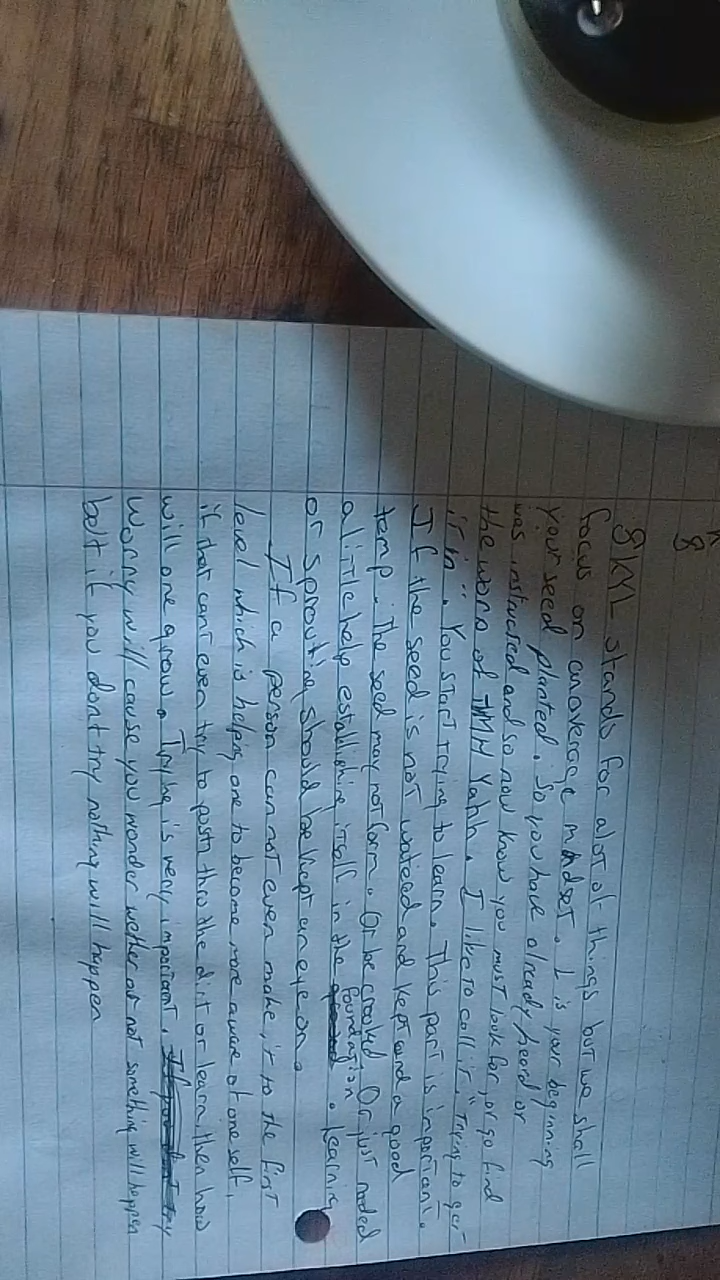 8
SKYL stands for alot of things but we shall
focus on an average mindset. L is your beginning
your seed planted. So you have already heard or
was instructed and so now know you must look for, or go find
the word of TMH Yahh. I like to call it, "Trying to get
it in". You start trying to learn. This part is important.
If the seed is not watered and kept and a good
temp. The seed may not form. Or be crooked. Or just needed
a little help establishing itself in the foundation. Learning
or sprouting should be kept an eye on.
If a person can not even make it to the first
level which is helping one to become more aware of one self,
if that cant even try to push thru the dirt or learn, then how
will one grow. Trying is very important. If you dont try
Worry will cause you wonder wether or not something will happen
but if you dont try nothing will happen